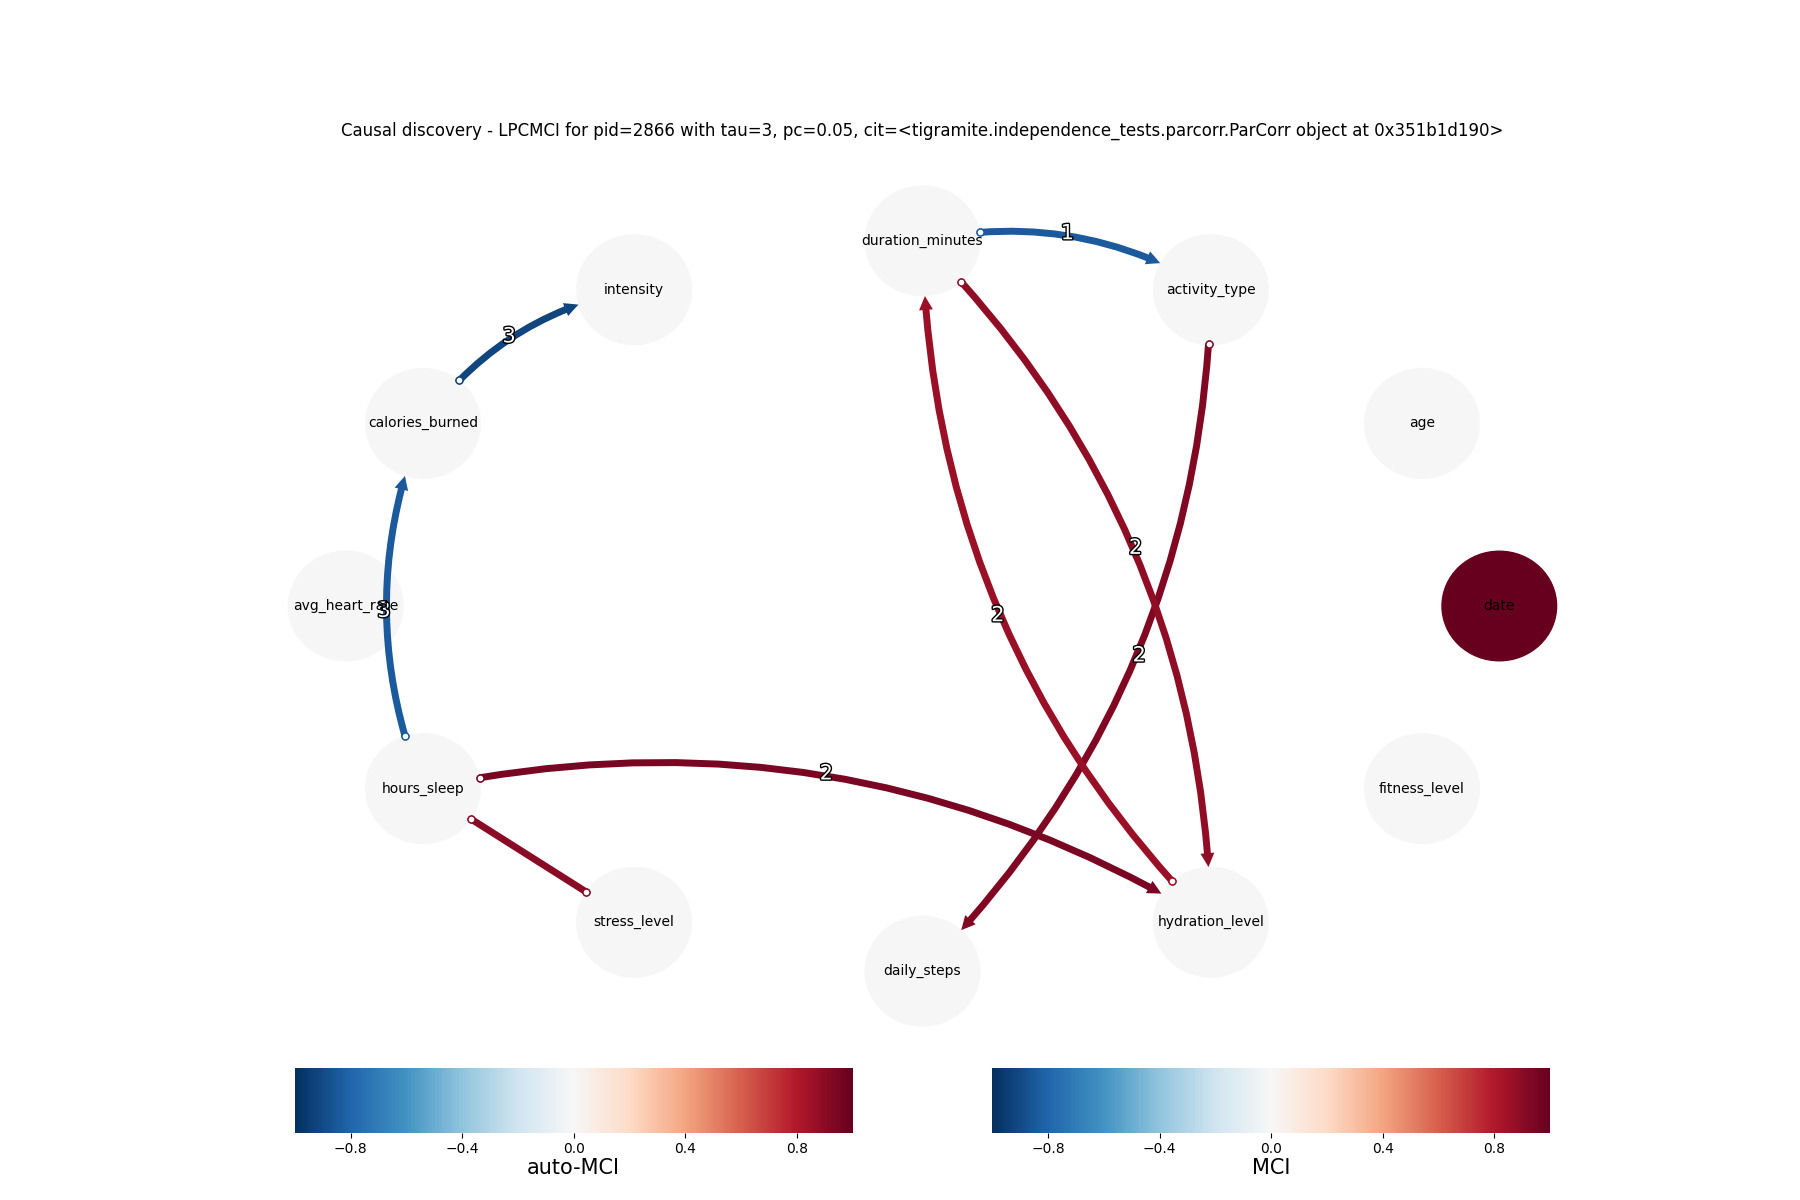 Causal discovery - LPCMCI for pid=2866 with tau=3, pc=0.05, cit=<tigramite.independence_tests.parcorr.ParCorr object at 0x351b1d190>
duration_minutes
1
intensity
activity_type
3
calories_burned
age
2
avg_heart_rate
3
date
2
2
2
hours_sleep
fitness_level
stress_level
hydration_level
daily_steps
−0.8 −0.4 0.0 0.4 0.8
auto-MCI
−0.8 −0.4 0.0 0.4 0.8
MCI